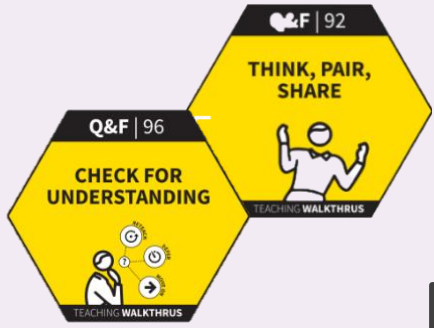 Q&F | 92
THINK, PAIR,
SHARE
TEACHING WALKTHRUS
Q&F | 96
CHECK FOR
UNDERSTANDING
?
TEACHING WALKTHRUS